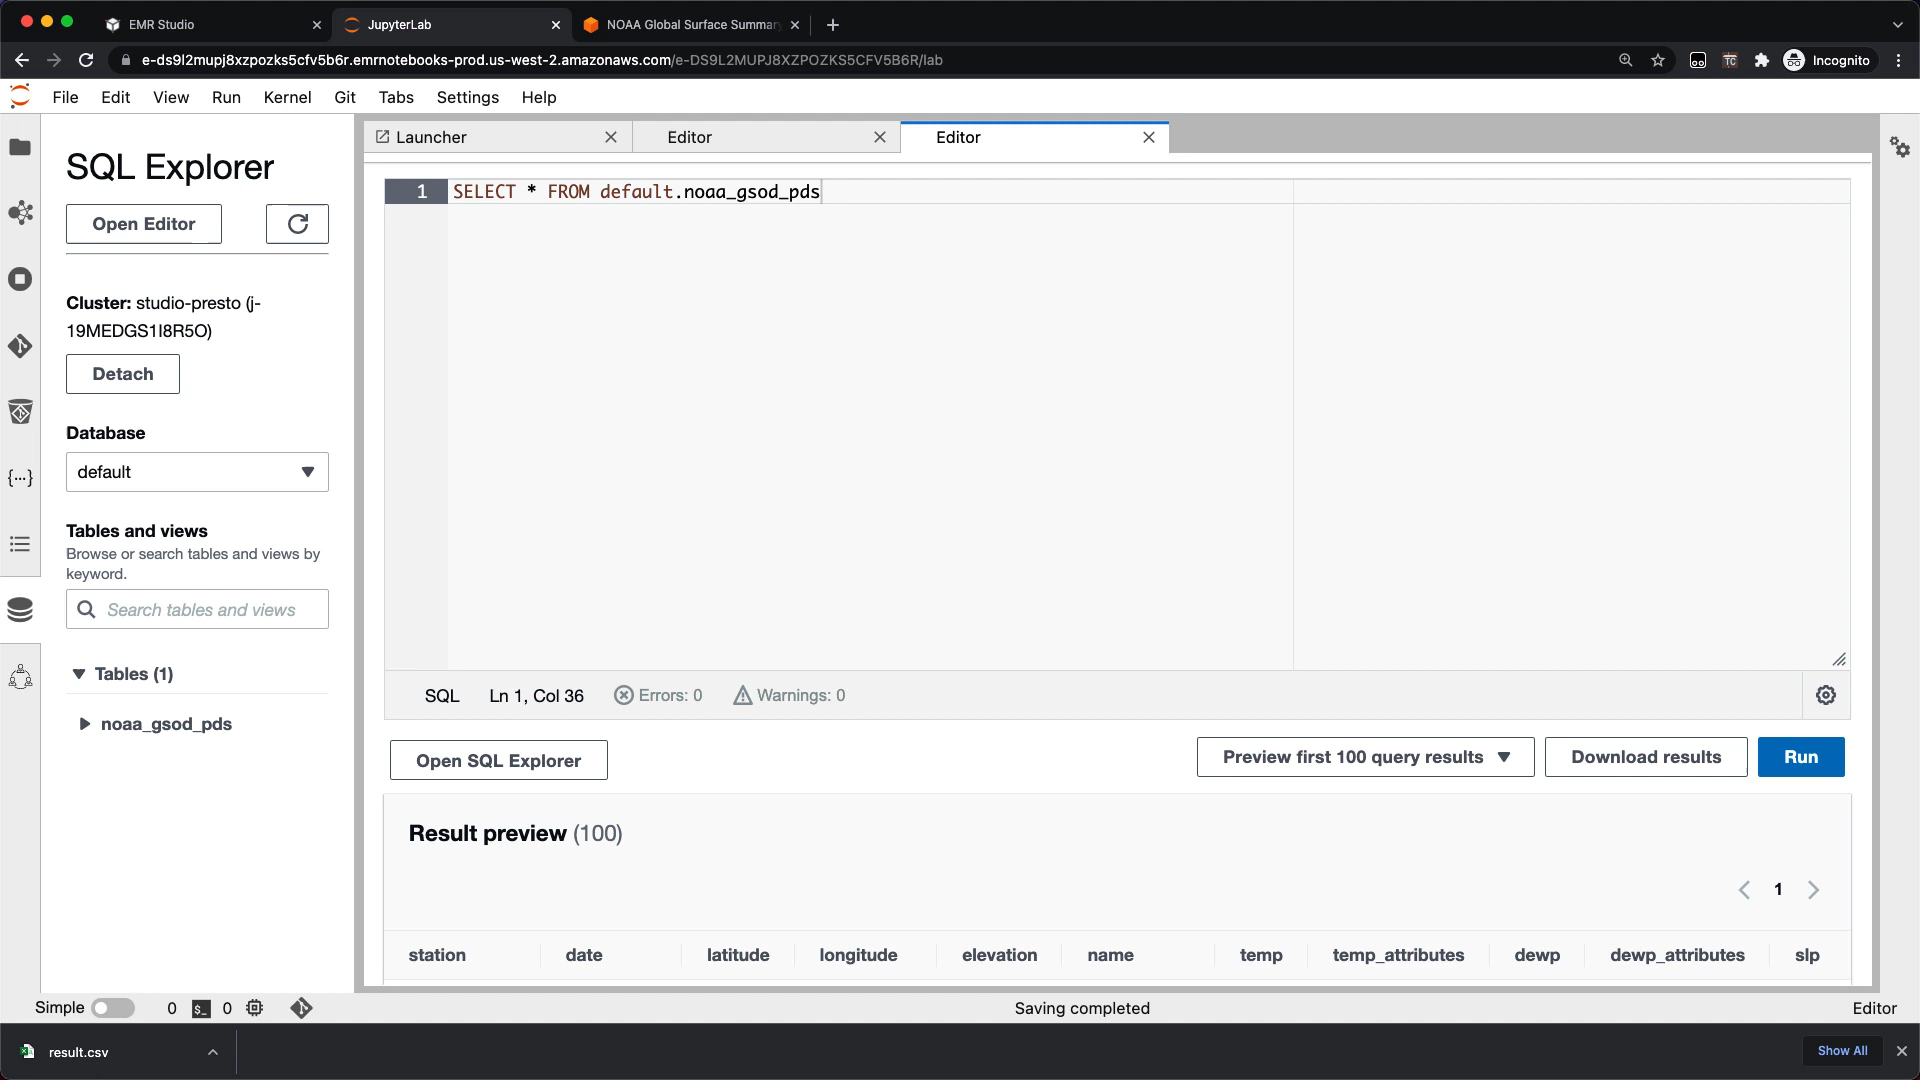 EMR Studio
JupyterLab
NOAA Global Surface Summar
e-ds9l2mupj8xzpozks5cfv5b6r.emrnotebooks-prod.us-west-2.amazonaws.com/e-DS9L2MUPJ8XZPOZKS5CFV5B6R/lab
TC
Incognito
File Edit View Run Kernel Git Tabs Settings Help
Launcher
Editor
Editor
SQL Explorer
Open Editor
Cluster: studio-presto (j-
19MEDGS1I8R5O)
Detach
Database
default
Tables and views
Browse or search tables and views by
keyword.
Search tables and views
Tables (1)
noaa_gsod_pds
1 SELECT * FROM default.noaa_gsod_pds
SQL Ln 1, Col 36 Errors: 0 Warnings: 0
Open SQL Explorer
Preview first 100 query results
Download results
Run
Result preview (100)
1
station date latitude longitude elevation name temp temp_attributes dewp dewp_attributes slp
Simple 0 $_ 0
Saving completed
Editor
result.csv
Show All